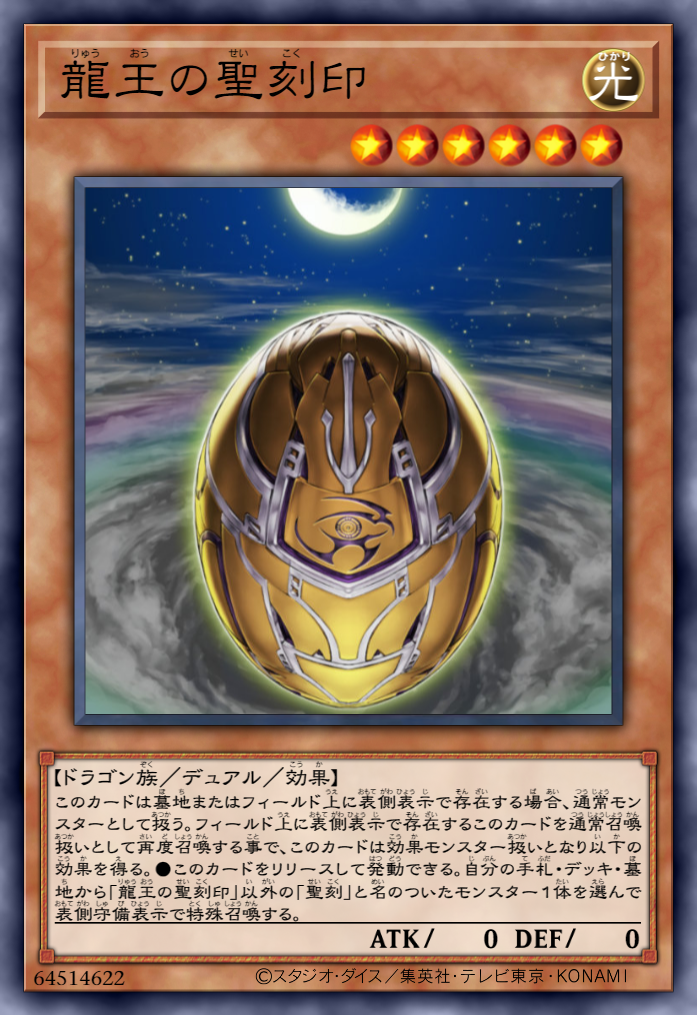 龍王の聖刻印
光
【ドラゴン族／デュアル／効果】
このカードは墓地またはフィールド上に表側表示で存在する場合、通常モン
スターとして扱う。フィールド上に表側表示で存在するこのカードを通常召喚
扱いとして再度召喚する事で、このカードは効果モンスター扱いとなり以下の
効果を得る。●このカードをリリースして発動できる。自分の手札・デッキ・墓
地から「龍王の聖刻印」以外の「聖刻」と名のついたモンスター１体を選んで
表側守備表示で特殊召喚する。
ATK/ 0 DEF/ 0
64514622 ©スタジオ・ダイス／集英社・テレビ東京・KONAMI